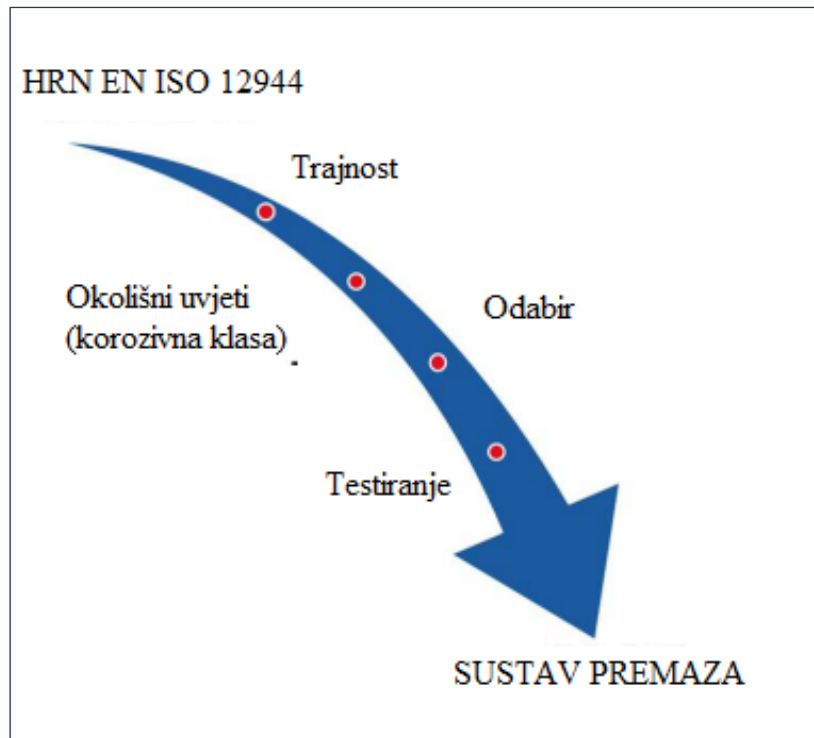 HRN EN ISO 12944
Trajnost
Okolišni uvjeti
(korozivna klasa)
Odabir
Testiranje
SUSTAV PREMAZA